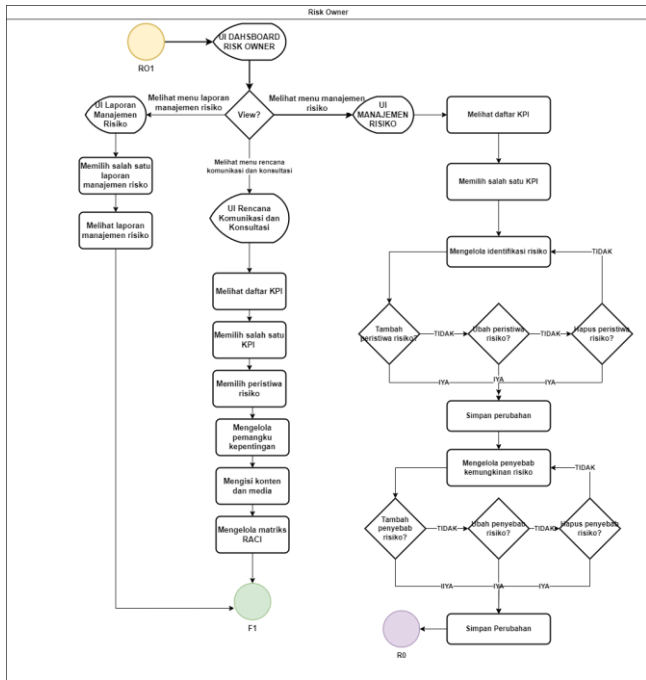 Risk Owner
UI DAHSBOARD
RISK OWNER
RO1
View?
Melihat menu laporan
manajemen risiko
Melihat menu manajemen
risiko
UI Laporan
Manajemen
Risiko
UI
MANAJEMEN
RISIKO
Melihat daftar KPI
Memilih salah satu
laporan
manajemen risko
Melihat menu rencana
komunikasi dan konsultasi
Memilih salah satu KPI
Melihat laporan
manajemen risiko
UI Rencana
Komunikasi dan
Konsultasi
Mengelola identifikasi risiko
TIDAK
Melihat daftar KPI
Tambah
peristiwa risiko?
TIDAK
Ubah peristiwa
risiko?
TIDAK
Hapus peristiwa
risiko?
Memilih salah satu
KPI
IYA
IYA
IYA
Memilih peristiwa
risiko
Simpan perubahan
Mengelola
pemangku
kepentingan
Mengelola penyebab
kemungkinan risiko
TIDAK
Mengisi konten
dan media
Tambah
penyebab
risiko?
TIDAK
Ubah penyebab
risiko?
TIDAK
Hapus penyebab
risiko?
Mengelola matriks
RACI
IIYA
IYA
IYA
F1
Simpan Perubahan
R0